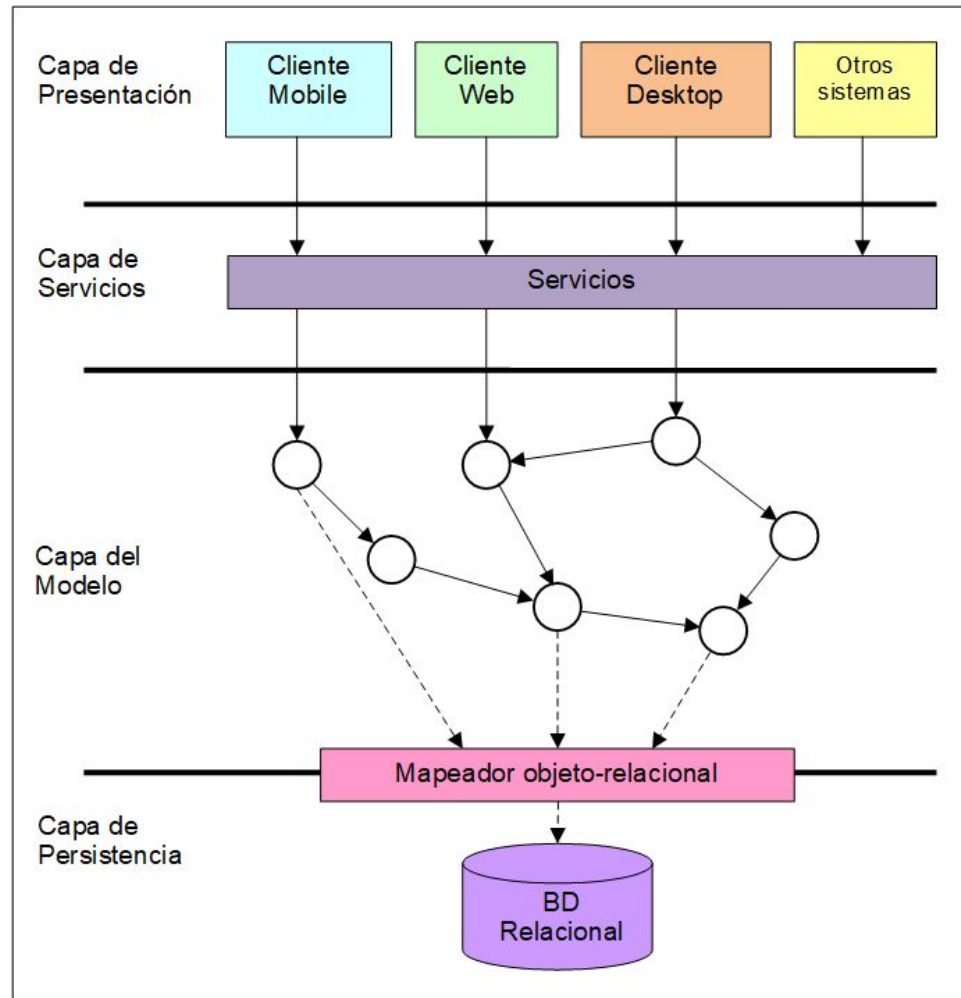 Capa de
Presentación
Cliente
Mobile
Cliente
Web
Cliente
Desktop
Otros
sistemas
Capa de
Servicios
Servicios
Capa del
Modelo
Mapeador objeto-relacional
Capa de
Persistencia
BD
Relacional